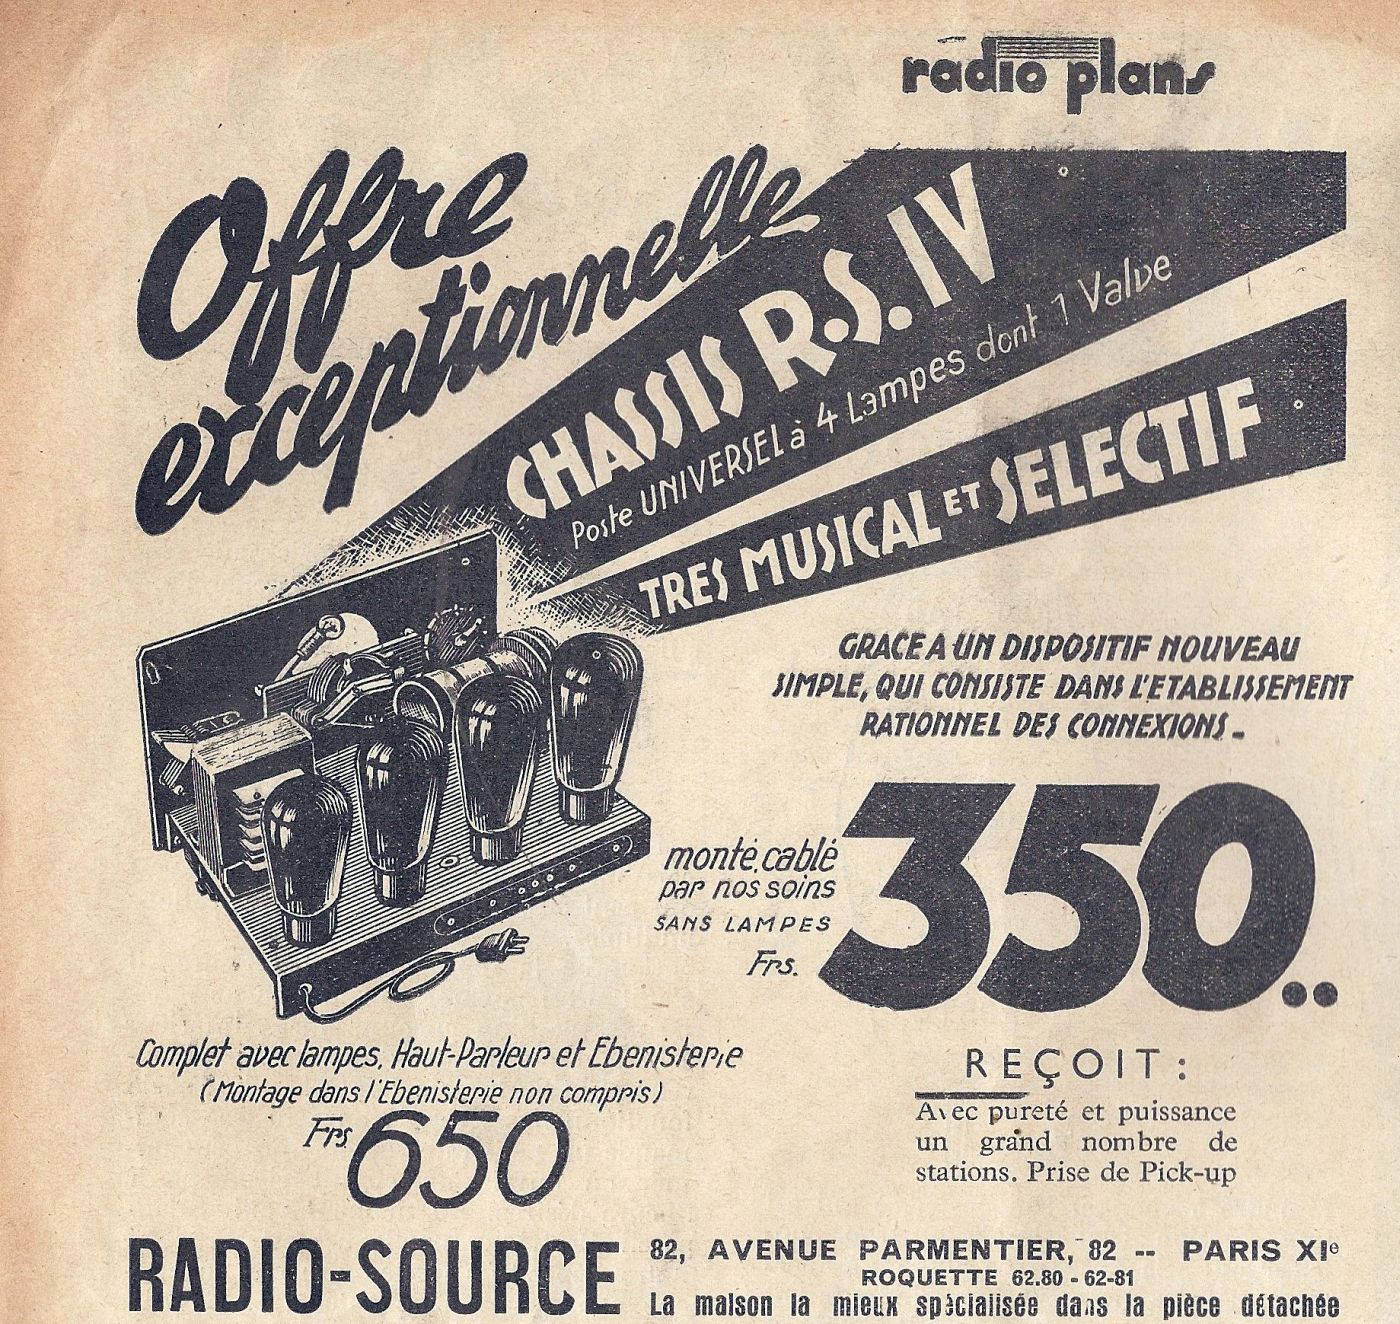 radio plans
Offre
exceptionnelle
CHASSIS R.S. IV
Poste UNIVERSEL à 4 Lampes dont 1 Valve
TRES MUSICAL ET SELECTIF
GRACE A UN DISPOSITIF NOUVEAU
SIMPLE, QUI CONSISTE DANS L'ETABLISSEMENT
RATIONNEL DES CONNEXIONS.-
monté, cablé
par nos soins
SANS LAMPES
Frs. 350..
Complet avec lampes, Haut-Parleur et Ebenisterie
(Montage dans l'Ebenisterie non compris)
Frs. 650
REÇOIT :
Avec pureté et puissance
un grand nombre de
stations. Prise de Pick-up
RADIO-SOURCE
82, AVENUE PARMENTIER, 82 -- PARIS XIe
ROQUETTE 62.80 - 62-81
La maison la mieux spécialisée dans la pièce détachée